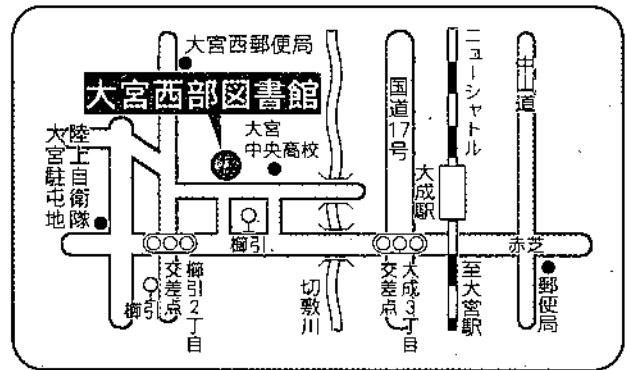 大宮西郵便局
大宮西部図書館
大宮
中央高校
陸上自衛隊
大宮駐屯地
櫛引
櫛引
櫛引2丁目
交差点
切敷川
国道17号
大成3丁目
交差点
ニューシャトル
大成駅
至大宮駅
中山道
赤芝
郵便局